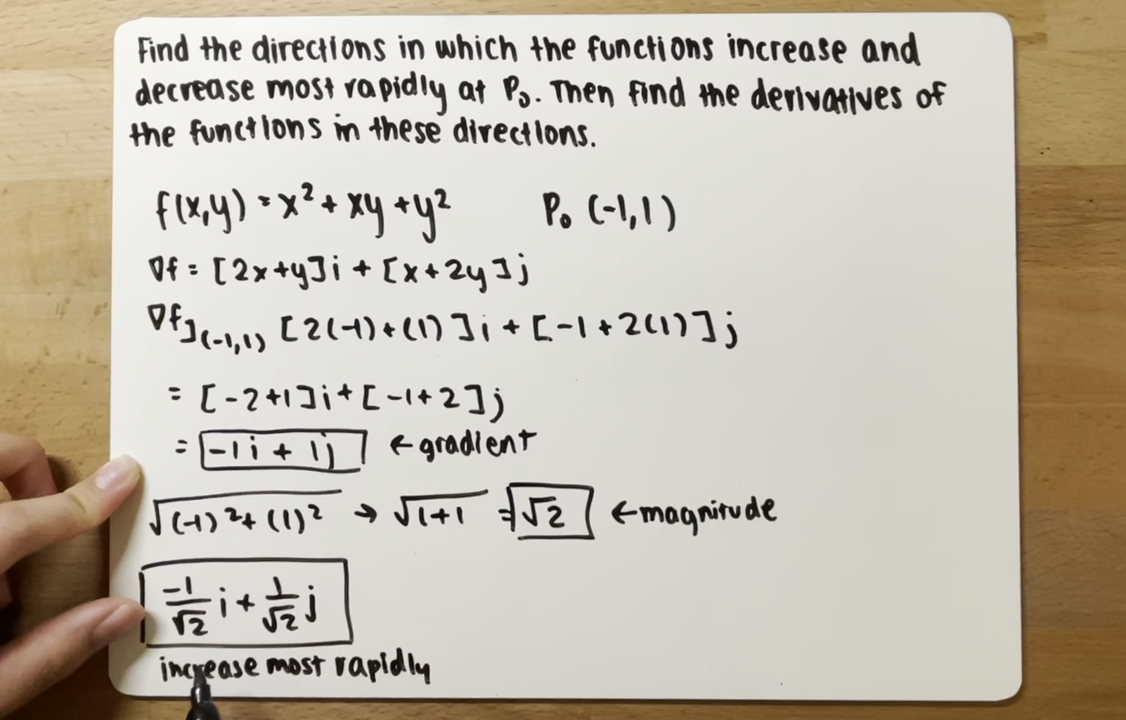 Find the directions in which the functions increase and
decrease most rapidly at P₀. Then find the derivatives of
the functions in these directions.
f(x,y) = x² + xy + y² P₀ (-1,1)
∇f = [2x+y]i + [x+2y]j
∇f](-1,1) [2(-1)+(1)]i + [-1+2(1)]j
= [-2+1]i + [-1+2]j
= -1i + 1j ← gradient
√(-1)²+(1)² → √1+1 = √2 ← magnitude
-1/√2 i + 1/√2 j
increase most rapidly